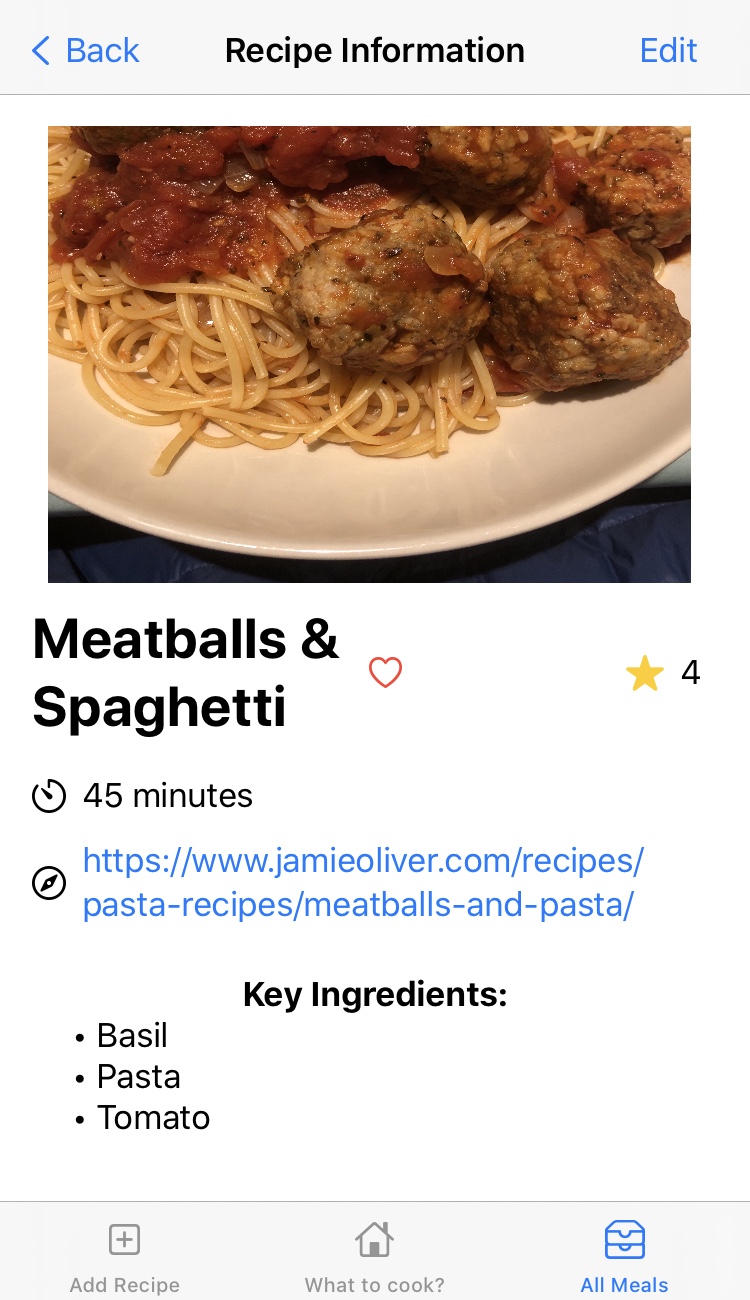 Back Recipe Information Edit
Meatballs &
Spaghetti
4
45 minutes
https://www.jamieoliver.com/recipes/
pasta-recipes/meatballs-and-pasta/
Key Ingredients:
• Basil
• Pasta
• Tomato
Add Recipe What to cook? All Meals